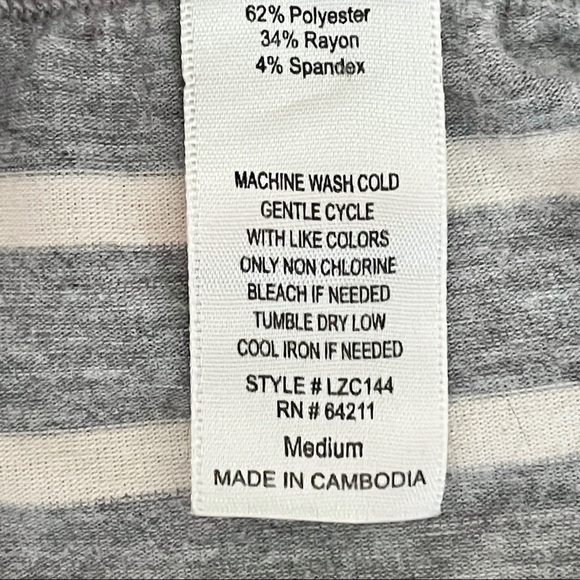 62% Polyester
34% Rayon
4% Spandex
MACHINE WASH COLD
GENTLE CYCLE
WITH LIKE COLORS
ONLY NON CHLORINE
BLEACH IF NEEDED
TUMBLE DRY LOW
COOL IRON IF NEEDED
STYLE # LZC144
RN # 64211
Medium
MADE IN CAMBODIA